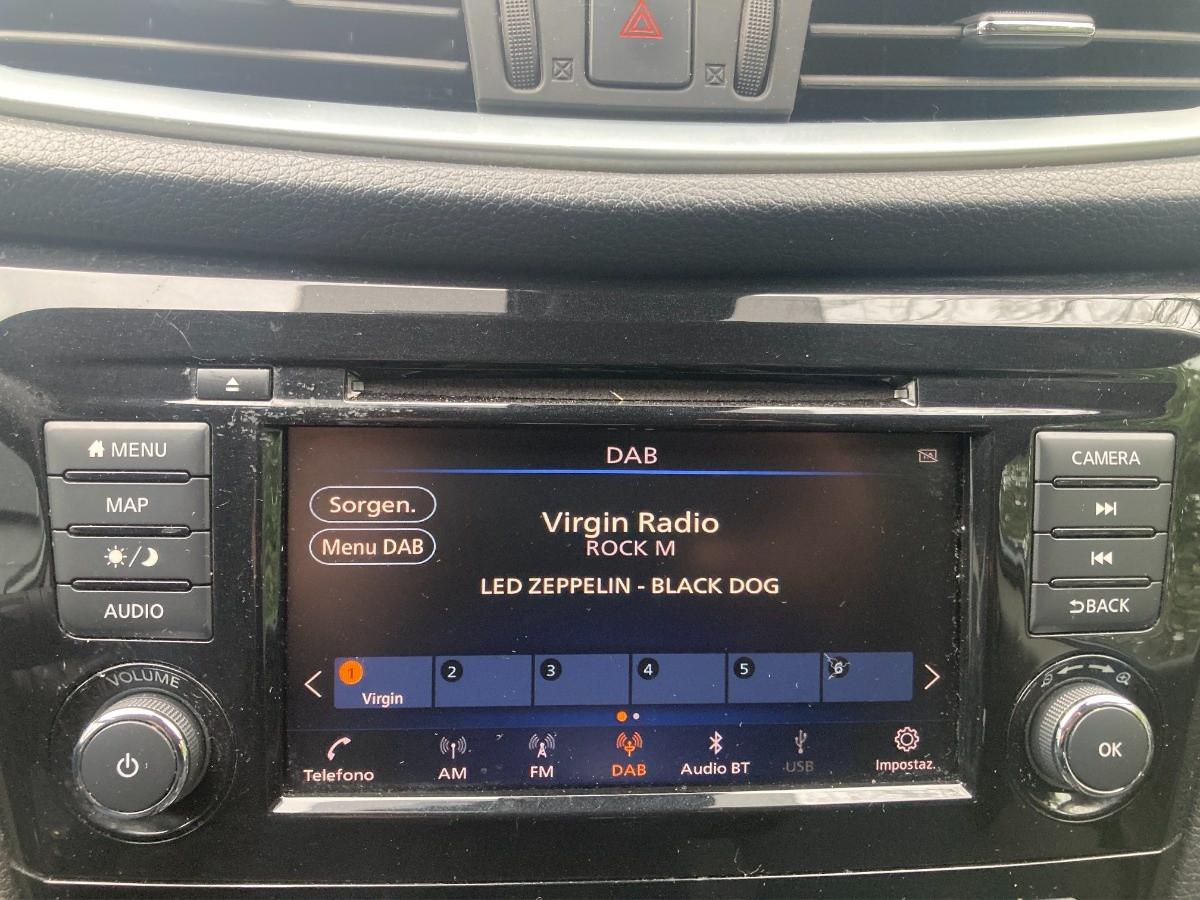 MENU
MAP
AUDIO
VOLUME
DAB
TA
Sorgen.
Menu DAB
Virgin Radio
ROCK M
LED ZEPPELIN - BLACK DOG
1
2
3
4
5
6
Virgin
Telefono
AM
FM
DAB
Audio BT
USB
Impostaz.
CAMERA
BACK
OK